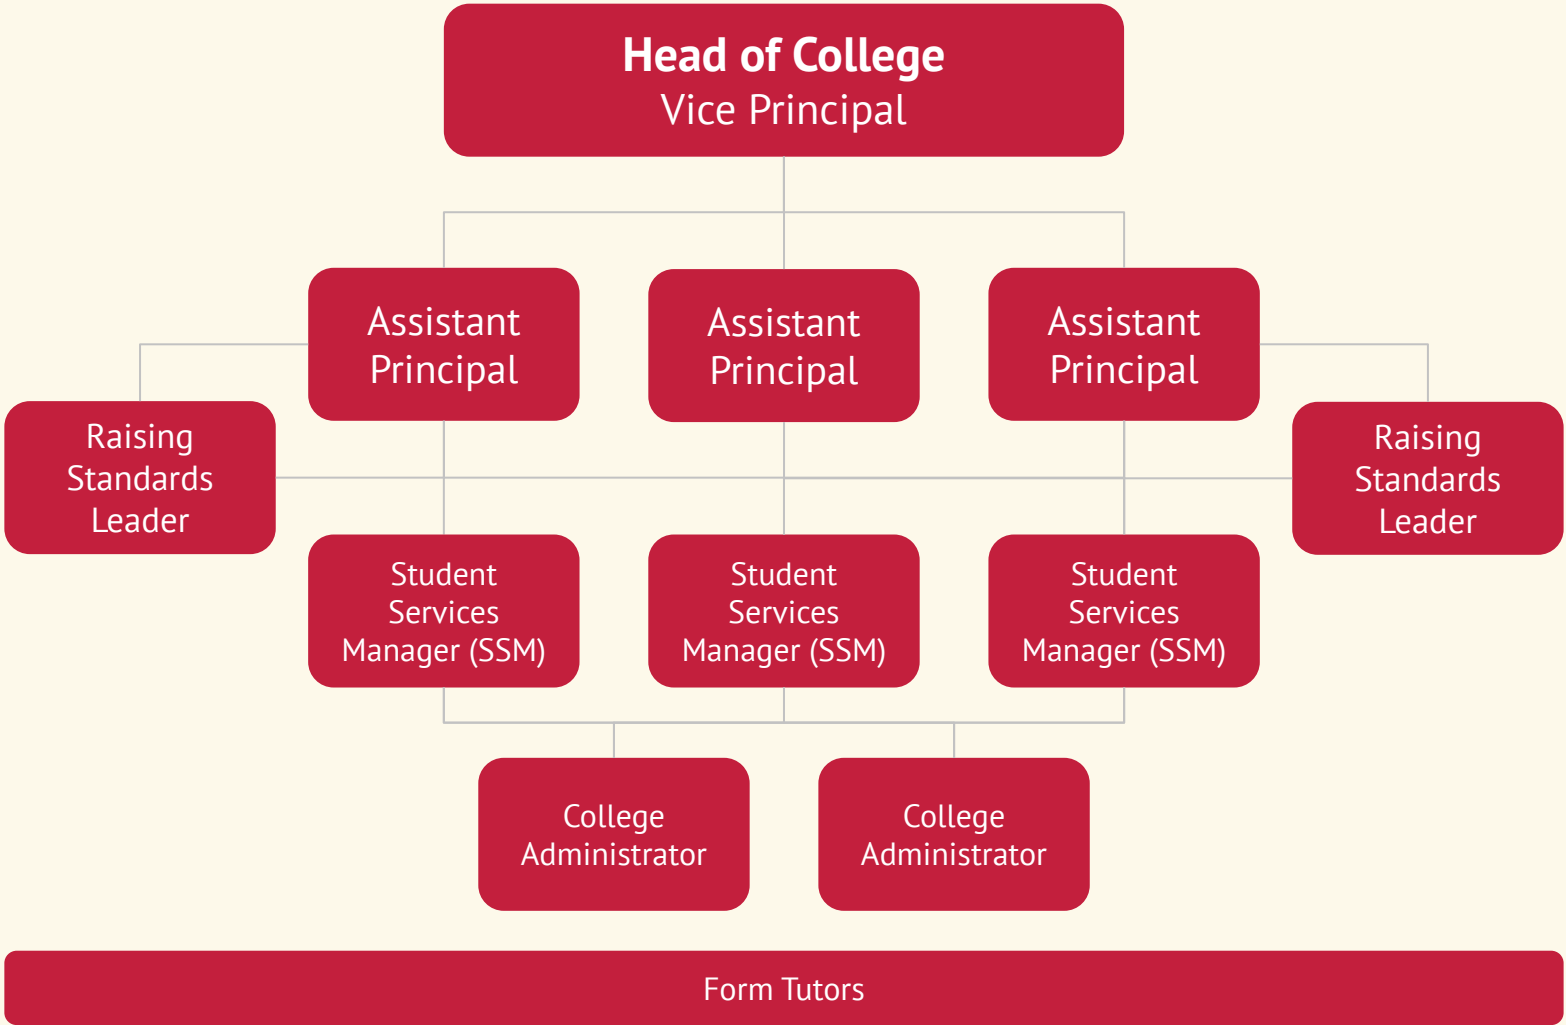 Head of College
Vice Principal
Assistant
Principal
Assistant
Principal
Assistant
Principal
Raising
Standards
Leader
Raising
Standards
Leader
Student
Services
Manager (SSM)
Student
Services
Manager (SSM)
Student
Services
Manager (SSM)
College
Administrator
College
Administrator
Form Tutors